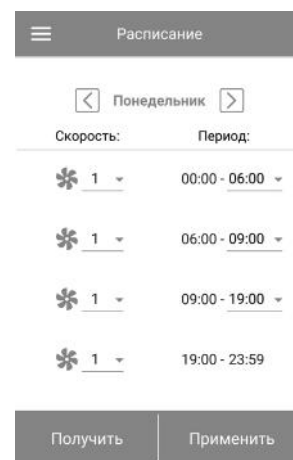 Расписание
Понедельник
Скорость: Период:
1 00:00 - 06:00
1 06:00 - 09:00
1 09:00 - 19:00
1 19:00 - 23:59
Получить Применить